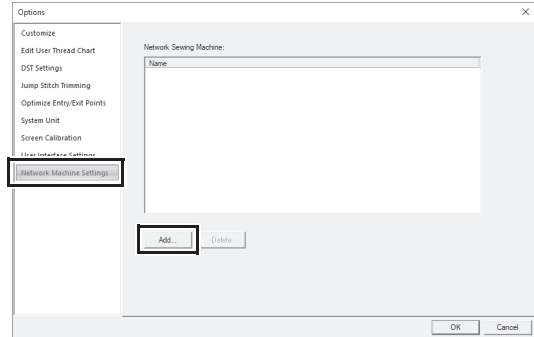 Options
Customize
Edit User Thread Chart
DST Settings
Jump Stitch Trimming
Optimize Entry/Exit Points
System Unit
Screen Calibration
User Interface Settings
Network Machine Settings
Network Sewing Machine:
Name
Add...
Delete
OK
Cancel